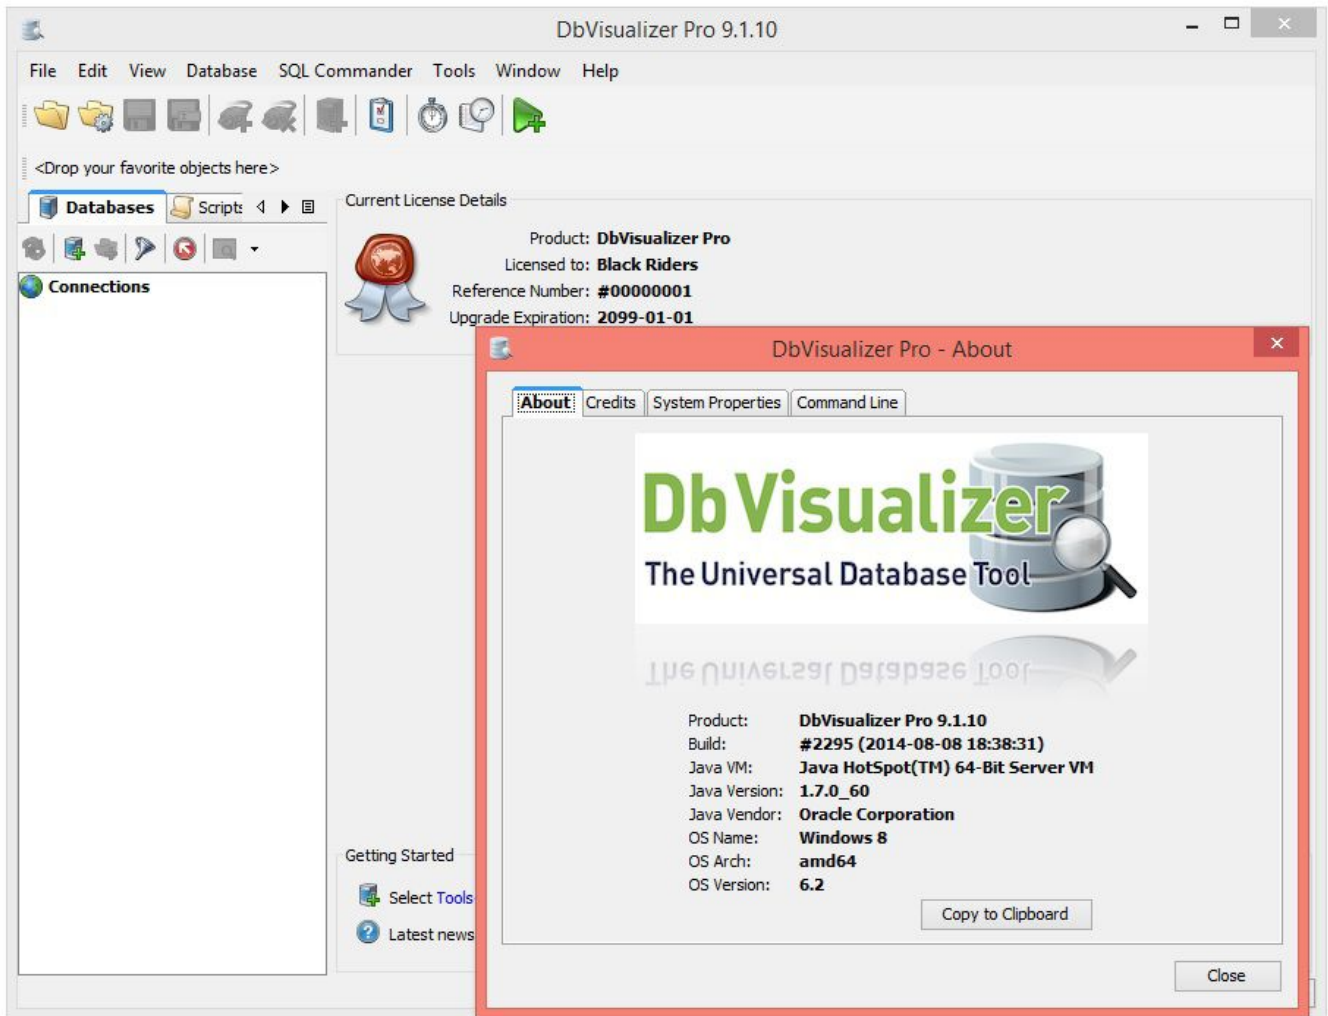 DbVisualizer Pro 9.1.10
File Edit View Database SQL Commander Tools Window Help
<Drop your favorite objects here>
Databases Scripts
Connections
Current License Details
Product: DbVisualizer Pro
Licensed to: Black Riders
Reference Number: #00000001
Upgrade Expiration: 2099-01-01
DbVisualizer Pro - About
About Credits System Properties Command Line
DbVisualizer
The Universal Database Tool
The Universal Database Tool
Product: DbVisualizer Pro 9.1.10
Build: #2295 (2014-08-08 18:38:31)
Java VM: Java HotSpot(TM) 64-Bit Server VM
Java Version: 1.7.0_60
Java Vendor: Oracle Corporation
OS Name: Windows 8
OS Arch: amd64
OS Version: 6.2
Copy to Clipboard
Close
Getting Started
Select Tools
Latest news